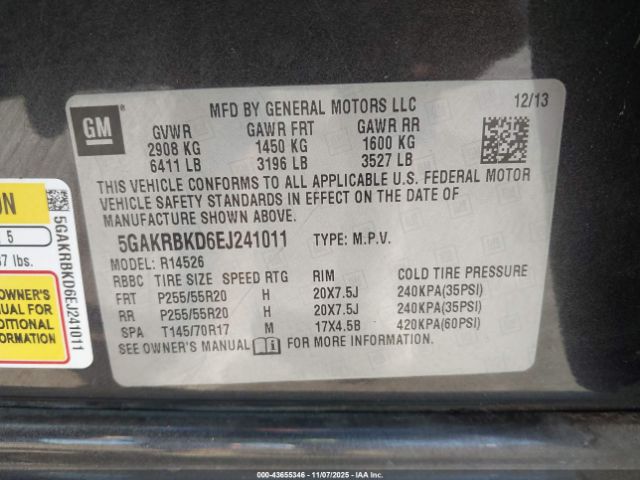 MFD BY GENERAL MOTORS LLC 12/13
GM
GVWR GAWR FRT GAWR RR
2908 KG 1450 KG 1600 KG
6411 LB 3196 LB 3527 LB
THIS VEHICLE CONFORMS TO ALL APPLICABLE U.S. FEDERAL MOTOR
VEHICLE SAFETY STANDARDS IN EFFECT ON THE DATE OF
MANUFACTURE SHOWN ABOVE.
5GAKRBKD6EJ241011 TYPE: M.P.V.
MODEL: R14526
RBBC TIRE SIZE SPEED RTG RIM COLD TIRE PRESSURE
FRT P255/55R20 H 20X7.5J 240KPA(35PSI)
RR P255/55R20 H 20X7.5J 240KPA(35PSI)
SPA T145/70R17 M 17X4.5B 420KPA(60PSI)
SEE OWNER'S MANUAL FOR MORE INFORMATION.
5
7 lbs.
OWNER'S
MANUAL FOR
ADDITIONAL
INFORMATION
5GAKRBKD6EJ241011
000-43655346 - 11/07/2025 - IAA Inc.